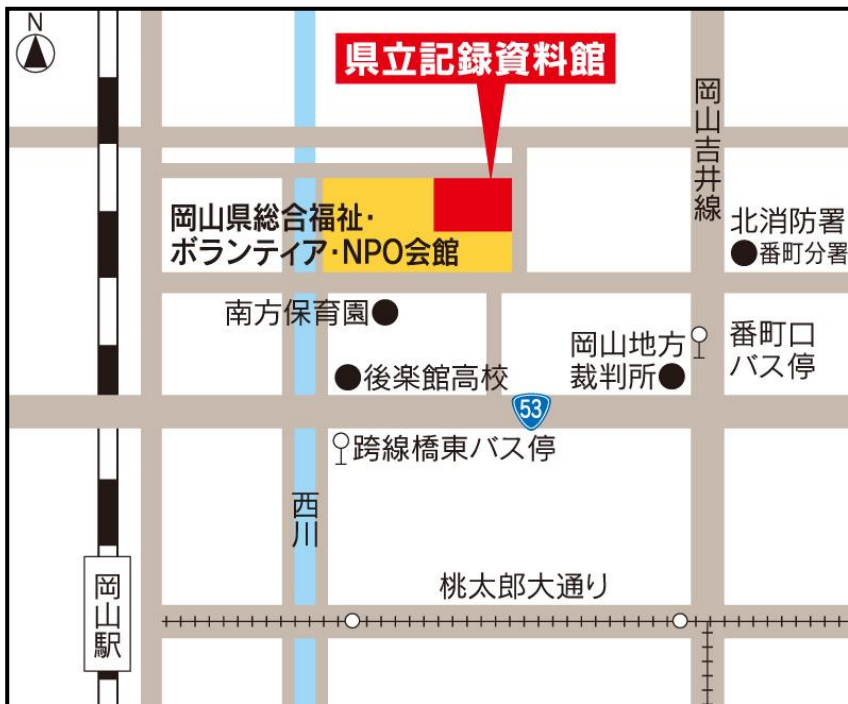 N
県立記録資料館
岡山吉井線
岡山県総合福祉・
ボランティア・NPO会館
北消防署
●番町分署
南方保育園●
岡山地方
裁判所●
番町口
バス停
●後楽館高校
53
跨線橋東バス停
西川
桃太郎大通り
岡山駅